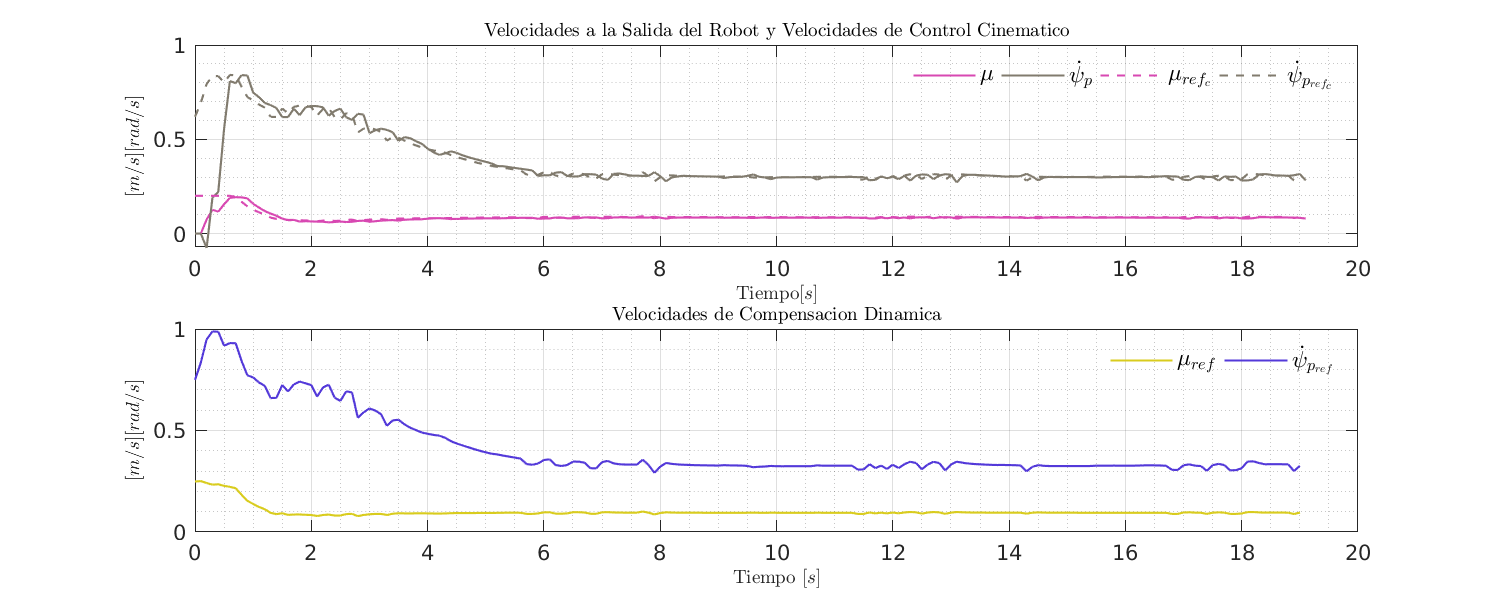 Velocidades a la Salida del Robot y Velocidades de Control Cinematico
1
0.5
0
[m/s][rad/s]
μ ψ̇p μref_c ψ̇p_ref_c
0 2 4 6 8 10 12 14 16 18 20
Tiempo[s]
Velocidades de Compensacion Dinamica
1
0.5
0
[m/s][rad/s]
μref ψ̇p_ref
0 2 4 6 8 10 12 14 16 18 20
Tiempo [s]